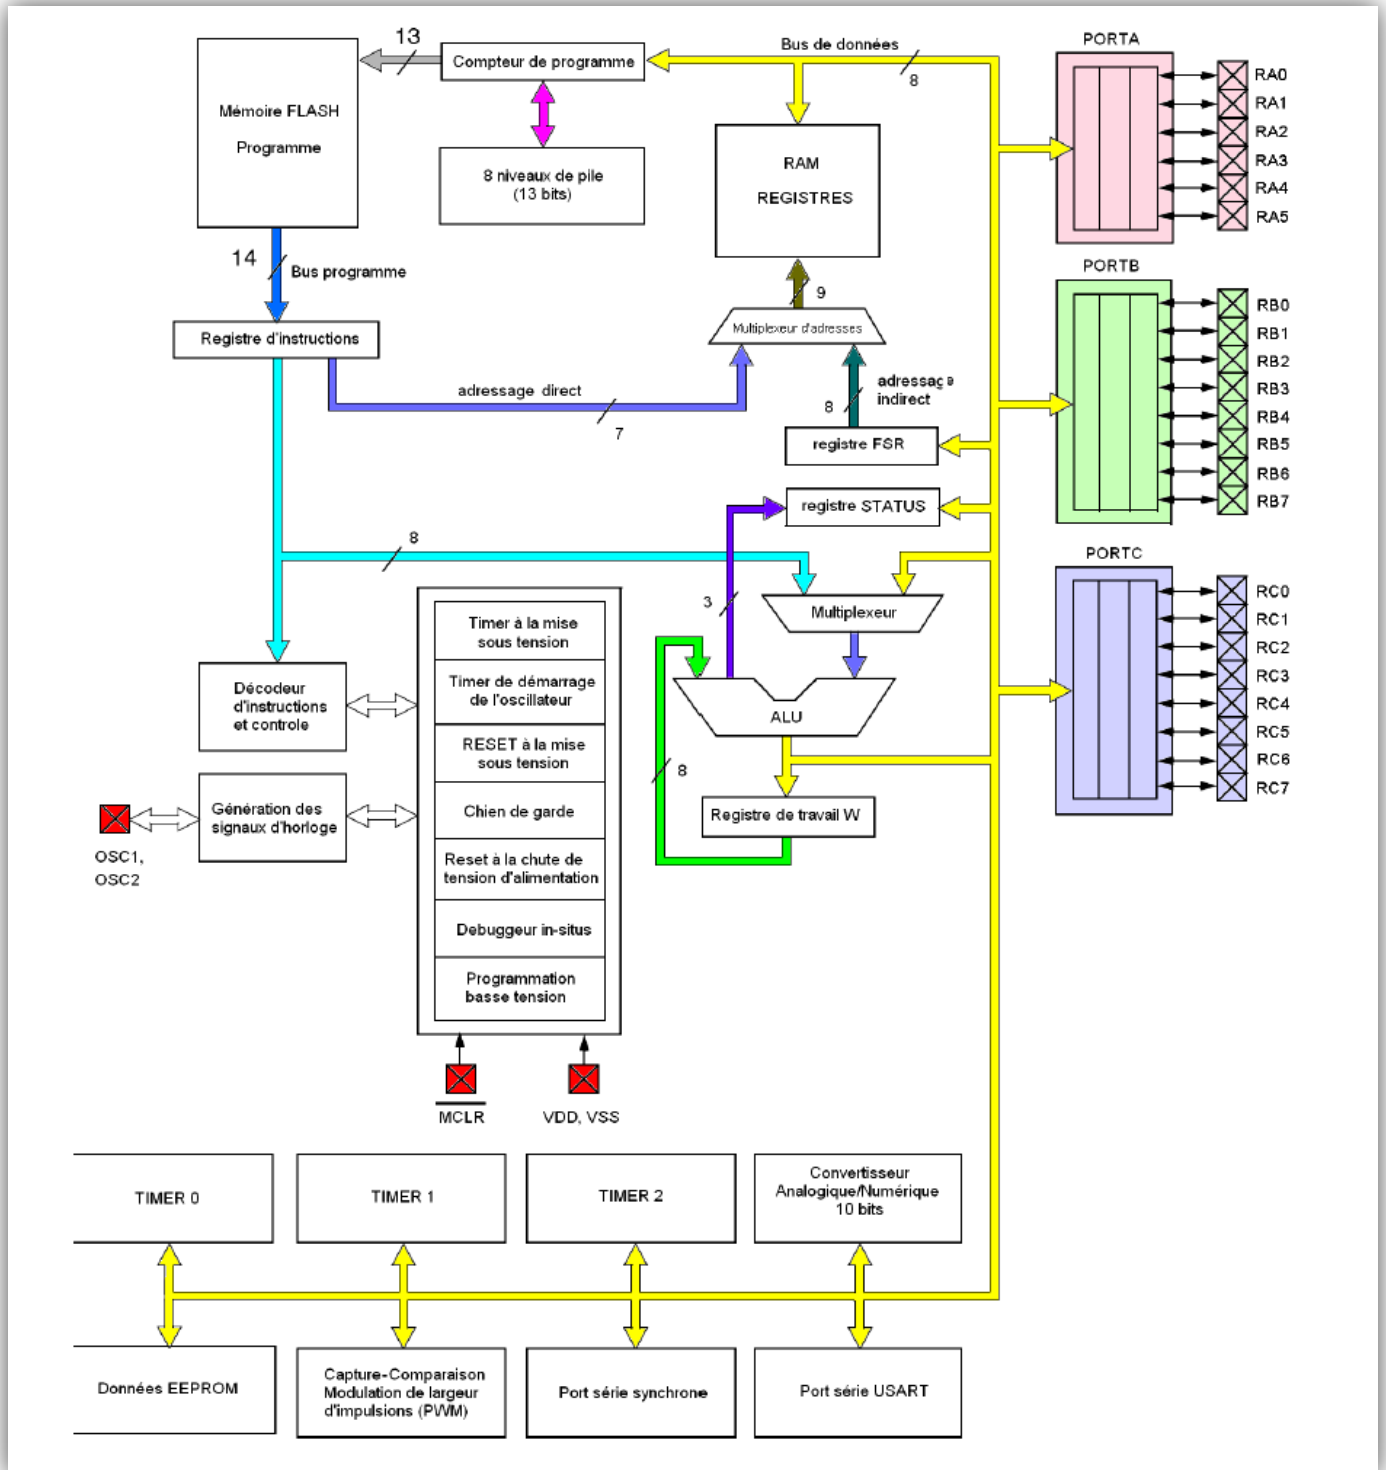 13
Compteur de programme
Bus de données
8
Mémoire FLASH
Programme
8 niveaux de pile
(13 bits)
RAM
REGISTRES
PORTA
RA0
RA1
RA2
RA3
RA4
RA5
14
Bus programme
Registre d'instructions
9
Multiplexeur d'adresses
adressage direct
7
8
adressage
indirect
registre FSR
registre STATUS
PORTB
RB0
RB1
RB2
RB3
RB4
RB5
RB6
RB7
8
3
Multiplexeur
ALU
8
Registre de travail W
PORTC
RC0
RC1
RC2
RC3
RC4
RC5
RC6
RC7
Décodeur
d'instructions
et controle
Génération des
signaux d'horloge
OSC1,
OSC2
Timer à la mise
sous tension
Timer de démarrage
de l'oscillateur
RESET à la mise
sous tension
Chien de garde
Reset à la chute de
tension d'alimentation
Debuggeur in-situs
Programmation
basse tension
MCLR
VDD, VSS
TIMER 0
TIMER 1
TIMER 2
Convertisseur
Analogique/Numérique
10 bits
Données EEPROM
Capture-Comparaison
Modulation de largeur
d'impulsions (PWM)
Port série synchrone
Port série USART